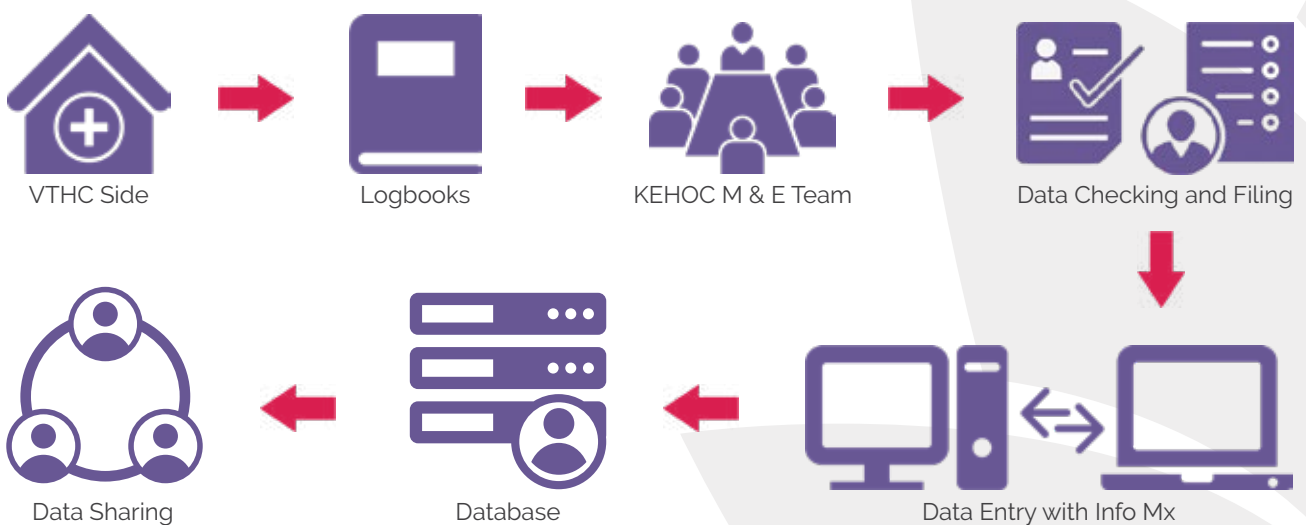 VTHC Side
Logbooks
KEHOC M & E Team
Data Checking and Filing
Data Sharing
Database
Data Entry with Info Mx